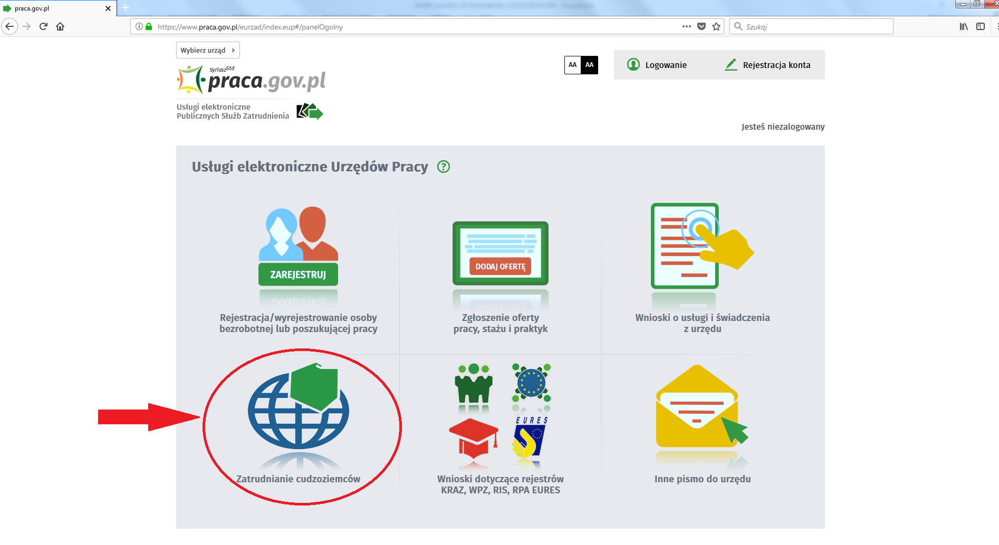 praca.gov.pl
https://www.praca.gov.pl/eurzad/index.eup#/panelOgolny
Szukaj
Wybierz urząd
SyriuszStd
praca.gov.pl
Usługi elektroniczne
Publicznych Służb Zatrudnienia
AA AA
Logowanie
Rejestracja konta
Jesteś niezalogowany
Usługi elektroniczne Urzędów Pracy ?
ZAREJESTRUJ
Rejestracja/wyrejestrowanie osoby
bezrobotnej lub poszukującej pracy
DODAJ OFERTĘ
Zgłoszenie oferty
pracy, stażu i praktyk
Wnioski o usługi i świadczenia
z urzędu
Zatrudnianie cudzoziemców
EURES
Wnioski dotyczące rejestrów
KRAZ, WPZ, RIS, RPA EURES
Inne pismo do urzędu